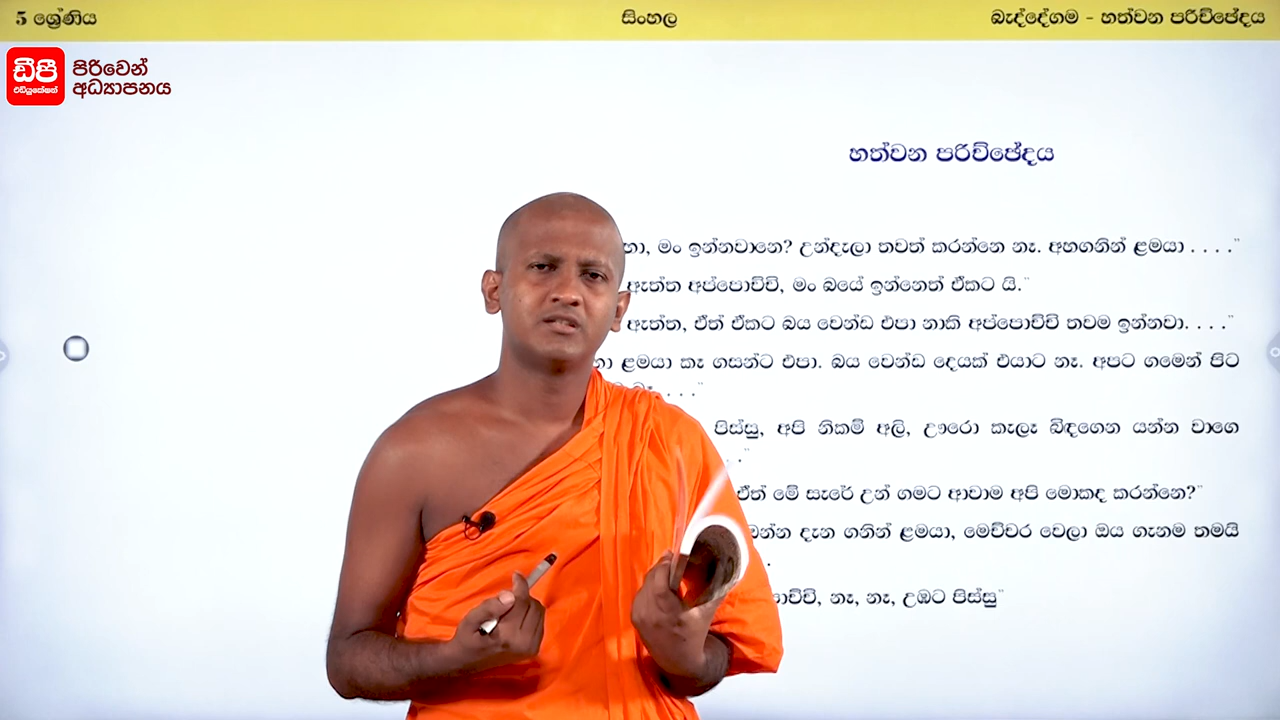 5 ශ්‍රේණිය
සිංහල
බැද්දේගම - හත්වන පරිච්ඡේදය
ඩීපී
එඩියුකේෂන්
පිරිවෙන්
අධ්‍යාපනය
හත්වන පරිච්ඡේදය
මං ඉන්නවානෙ? උන්දැලා තවත් කරන්නෙ නෑ. අහගනින් ළමයා . . . ."
ඇත්ත අප්පොච්චි, මං බයේ ඉන්නෙත් ඒකට යි."
ඇත්ත, ඒත් ඒකට බය වෙන්ඩ එපා නාකි අප්පොච්චි තවම ඉන්නවා. . . ."
ළමයා කෑ ගසන්ට එපා. බය වෙන්ඩ දෙයක් එයාට නෑ. අපට ගමෙන් පිට
. . . ."
පිස්සු, අපි නිකම් අලි, ඌරො කැලෑ බිඳගෙන යන්න වාගෙ
."
ඒත් මේ සැරේ උන් ගමට ආවාම අපි මොකද කරන්නෙ?"
දැන ගනින් ළමයා, මෙච්චර වෙලා ඔය ගැනම තමයි
.
නෑ, නෑ, උඹට පිස්සු"